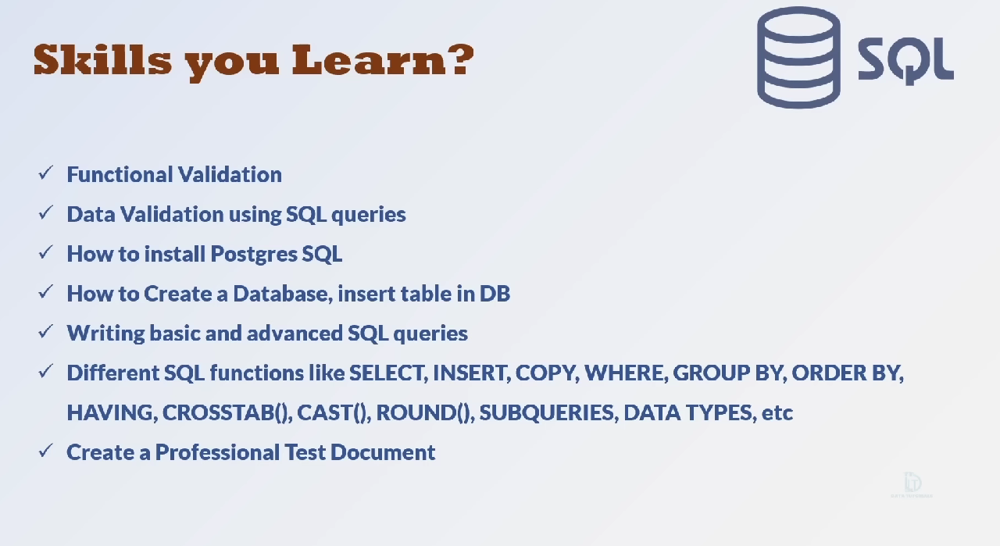 Skills you Learn?
SQL
✓ Functional Validation
✓ Data Validation using SQL queries
✓ How to install Postgres SQL
✓ How to Create a Database, insert table in DB
✓ Writing basic and advanced SQL queries
✓ Different SQL functions like SELECT, INSERT, COPY, WHERE, GROUP BY, ORDER BY,
HAVING, CROSSTAB(), CAST(), ROUND(), SUBQUERIES, DATA TYPES, etc
✓ Create a Professional Test Document